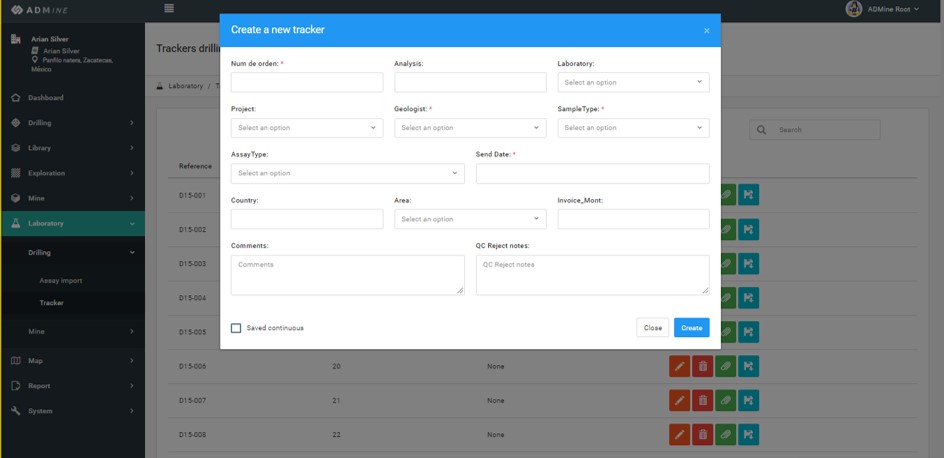 ADMINE
ADMine Root
Arian Silver
Arian Silver
Panfilo natera, Zacatecas,
México
Dashboard
Drilling
Library
Exploration
Mine
Laboratory
Drilling
Assay import
Tracker
Mine
Map
Report
System
Trackers drilli
Laboratory / T
Search
Reference
D15-001
D15-002
D15-003
D15-004
D15-005
D15-006 20 None
D15-007 21 None
D15-008 22 None
Create a new tracker ×
Num de orden: * Analysis: Laboratory:
Select an option
Project: Geologist: * SampleType: *
Select an option Select an option Select an option
AssayType: Send Date: *
Select an option
Country: Area: Invoice_Mont:
Select an option
Comments: QC Reject notes:
Comments QC Reject notes
Saved continuous Close Create